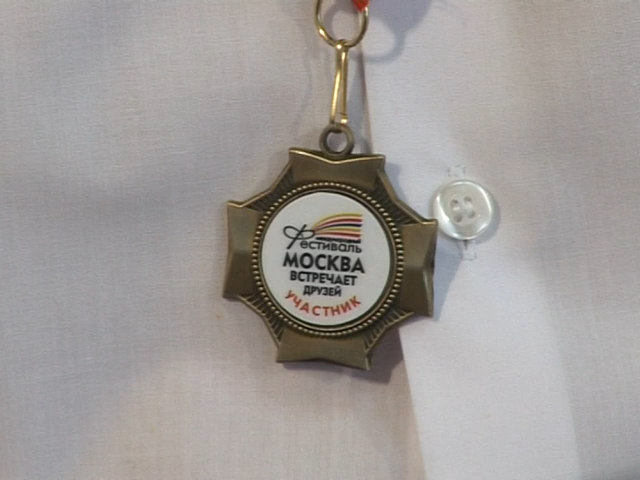 Фестиваль
МОСКВА
ВСТРЕЧАЕТ
ДРУЗЕЙ
УЧАСТНИК